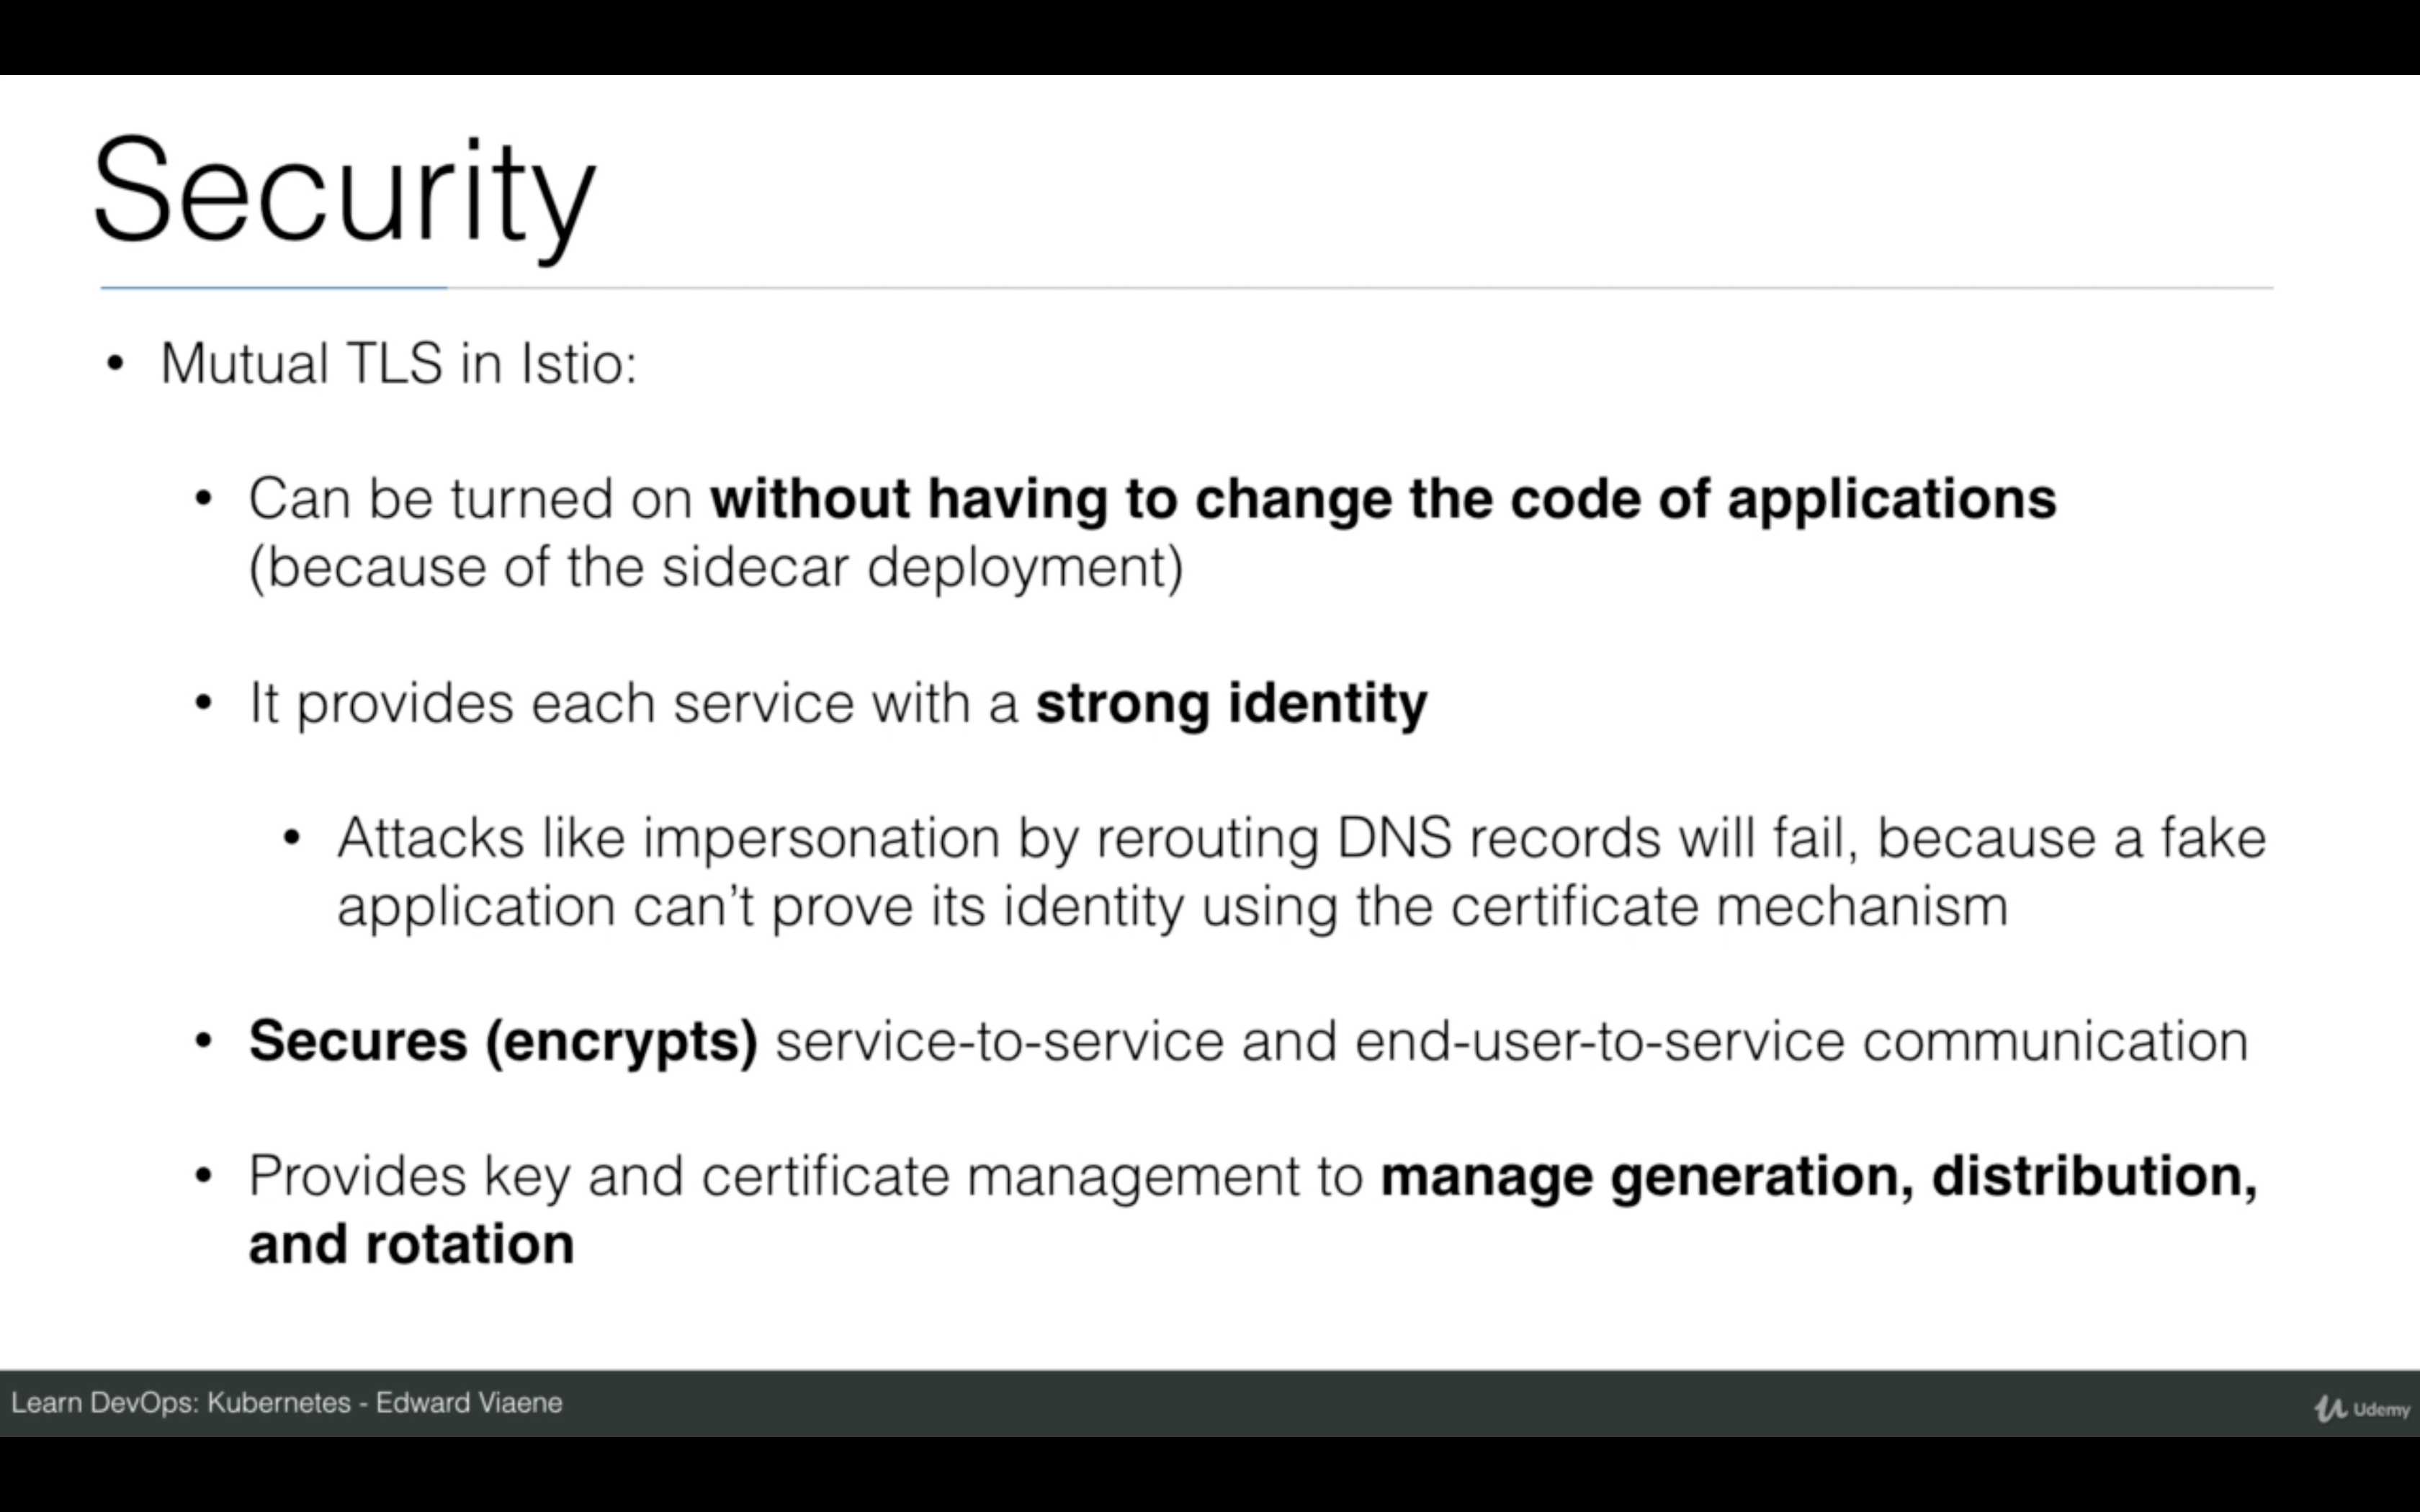 Security
• Mutual TLS in Istio:
• Can be turned on without having to change the code of applications
(because of the sidecar deployment)
• It provides each service with a strong identity
• Attacks like impersonation by rerouting DNS records will fail, because a fake
application can’t prove its identity using the certificate mechanism
• Secures (encrypts) service-to-service and end-user-to-service communication
• Provides key and certificate management to manage generation, distribution,
and rotation
Learn DevOps: Kubernetes - Edward Viaene
Udemy